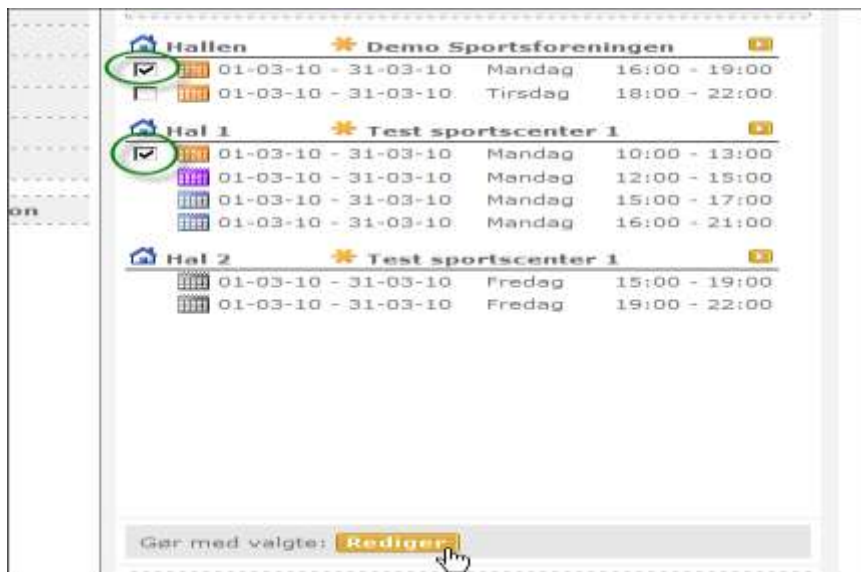 Hallen Demo Sportsforeningen
01-03-10 - 31-03-10 Mandag 16:00 - 19:00
01-03-10 - 31-03-10 Tirsdag 18:00 - 22:00
Hal 1 Test sportscenter 1
01-03-10 - 31-03-10 Mandag 10:00 - 13:00
01-03-10 - 31-03-10 Mandag 12:00 - 15:00
01-03-10 - 31-03-10 Mandag 15:00 - 17:00
on
01-03-10 - 31-03-10 Mandag 16:00 - 21:00
Hal 2 Test sportscenter 1
01-03-10 - 31-03-10 Fredag 15:00 - 19:00
01-03-10 - 31-03-10 Fredag 19:00 - 22:00
Gør med valgte: Rediger